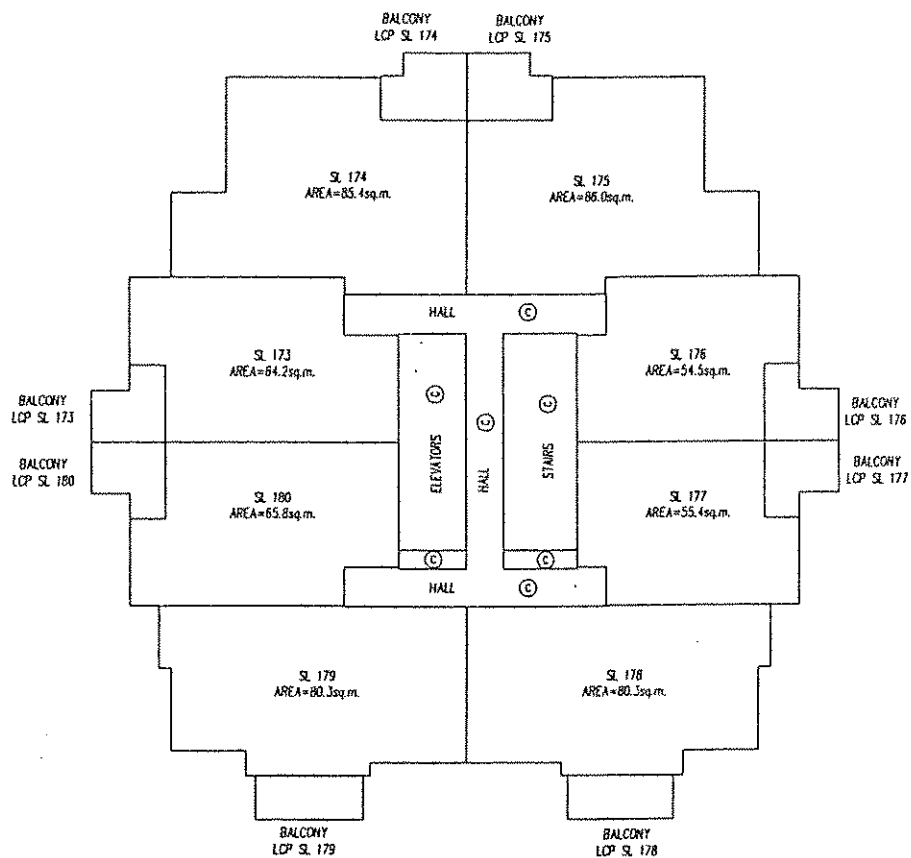 BALCONY
LCP SL 174
BALCONY
LCP SL 175
SL 174
AREA=85.4sq.m.
SL 175
AREA=86.0sq.m.
HALL
C
SL 173
AREA=64.2sq.m.
SL 176
AREA=54.5sq.m.
C
C
C
BALCONY
LCP SL 173
BALCONY
LCP SL 176
ELEVATORS
HALL
STAIRS
BALCONY
LCP SL 180
BALCONY
LCP SL 177
SL 180
AREA=65.8sq.m.
SL 177
AREA=55.4sq.m.
C
C
HALL
C
SL 179
AREA=80.3sq.m.
SL 178
AREA=80.3sq.m.
BALCONY
LCP SL 179
BALCONY
LCP SL 178